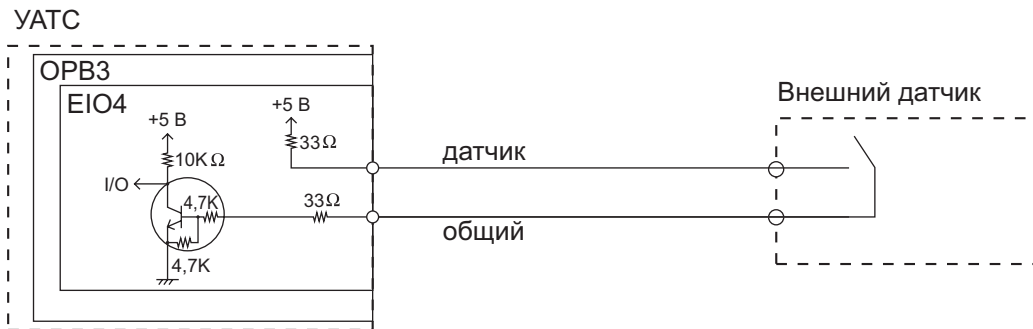 УАТС
OPB3
EIO4
+5 В
+5 В
33Ω
10K Ω
I/O
4,7K
33Ω
4,7K
датчик
общий
Внешний датчик